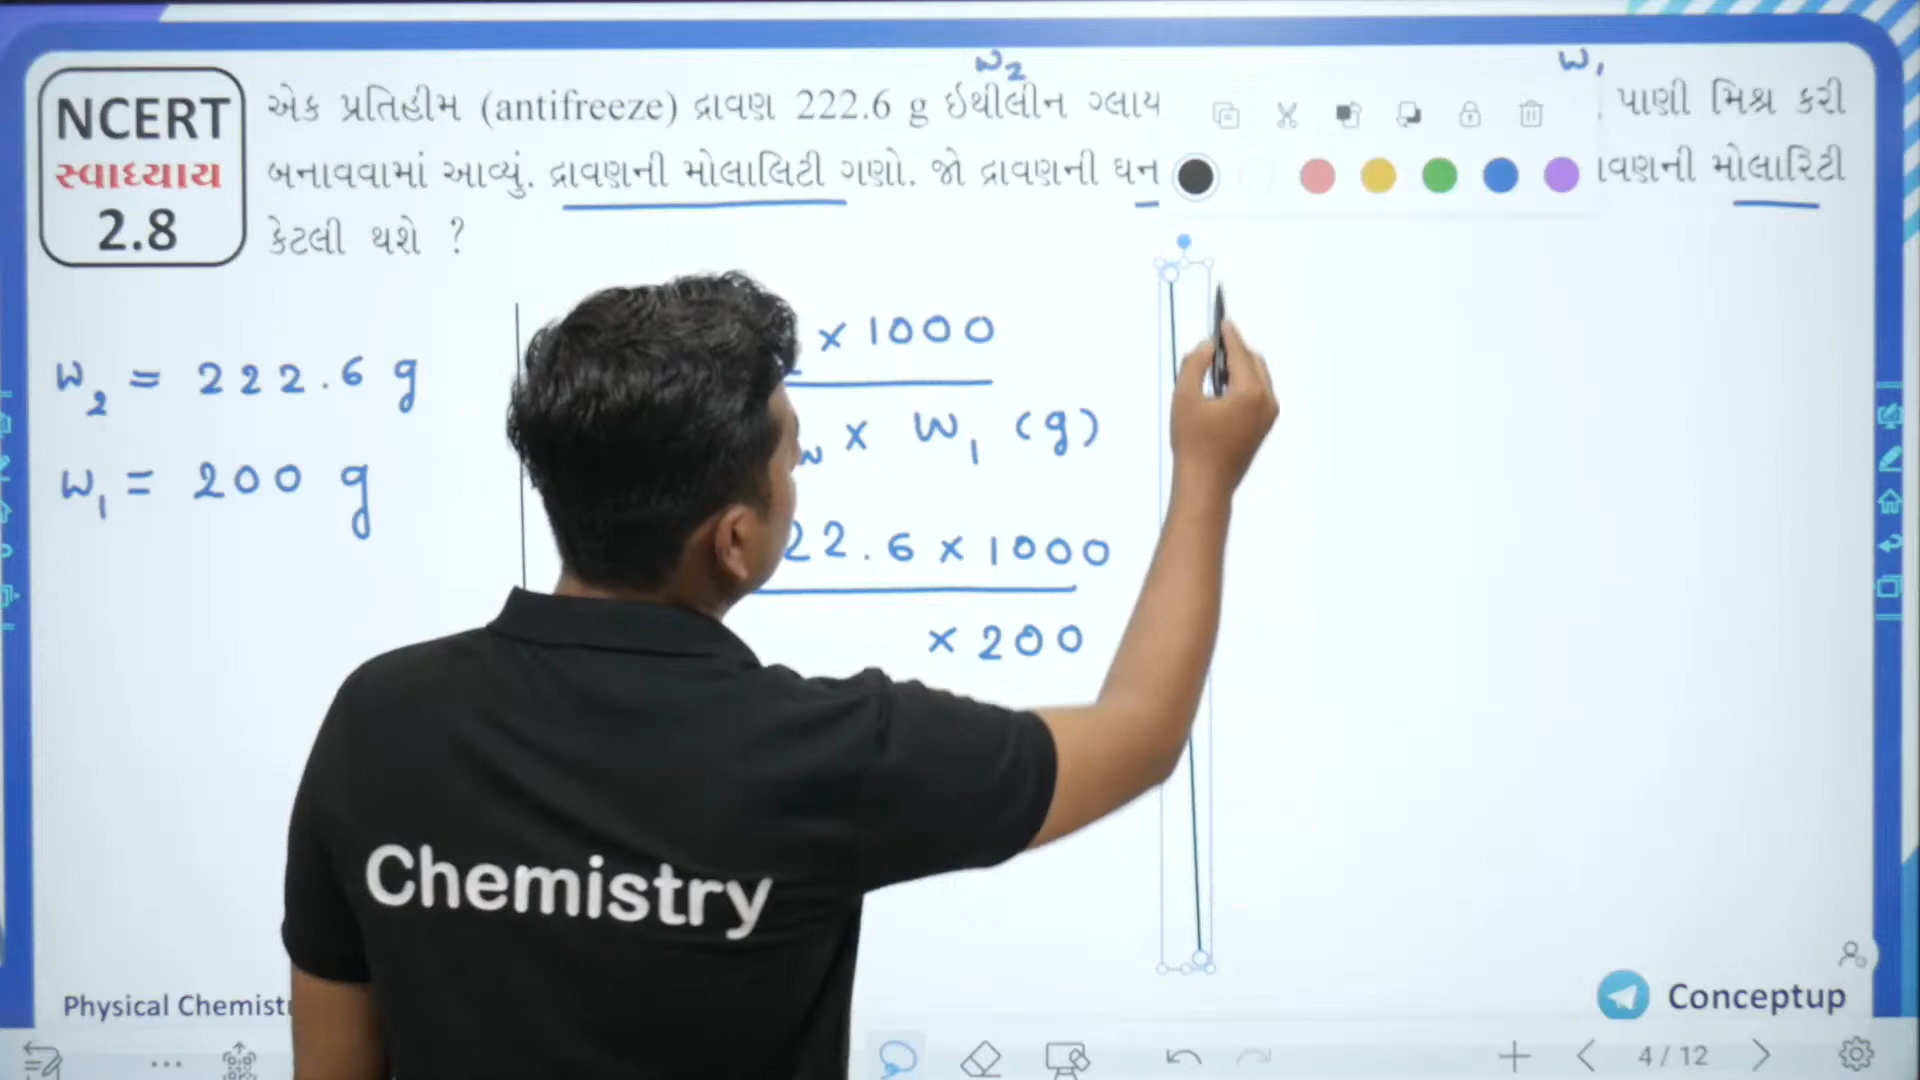 w2
w1
NCERT
સ્વાધ્યાય
2.8
એક પ્રતિહીમ (antifreeze) દ્રાવણ 222.6 g ઇથીલીન ગ્લાય પાણી મિશ્ર કરી
બનાવવામાં આવ્યું. દ્રાવણની મોલાલિટી ગણો. જો દ્રાવણની ઘન વણની મોલારિટી
કેટલી થશે ?
w2 = 222.6 g
w1 = 200 g
× 1000
w × W1 (g)
22.6 × 1000
× 200
Chemistry
Physical Chemist
Conceptup
4 / 12